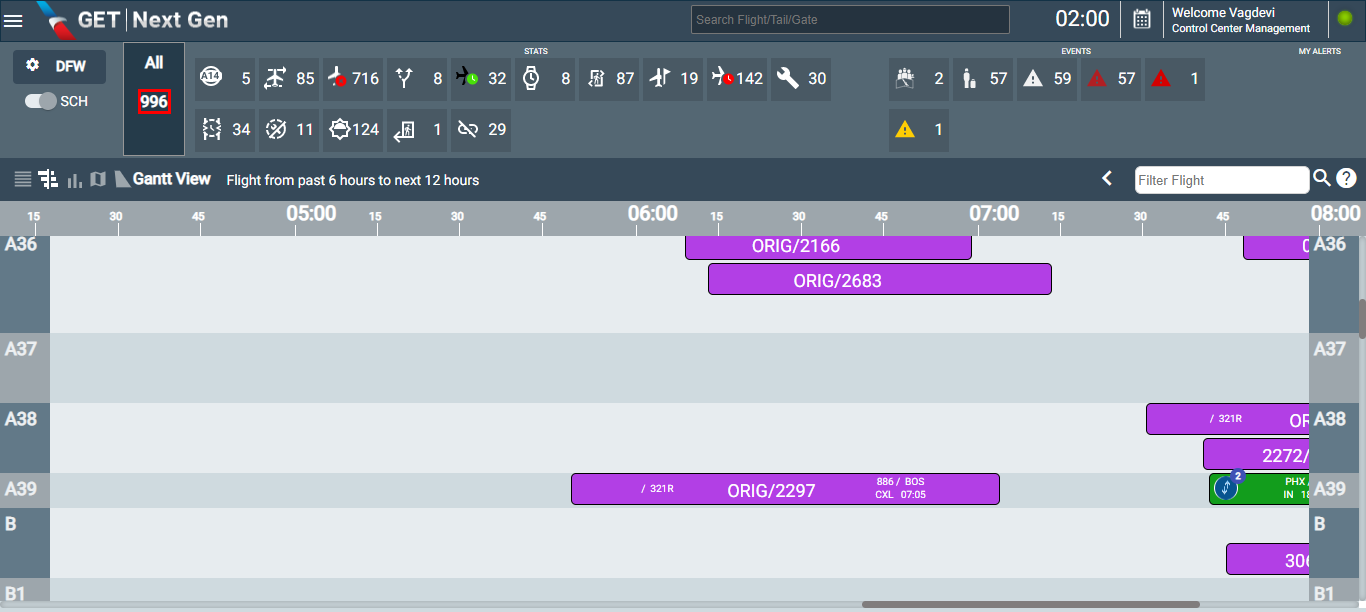 GET Next Gen
Search Flight/Tail/Gate
02:00
Welcome Vagdevi
Control Center Management
DFW
SCH
All
996
STATS
A14 5
85
716
8
32
8
87
19
142
30
34
11
124
1
29
EVENTS
2
57
59
57
1
1
MY ALERTS
Gantt View
Flight from past 6 hours to next 12 hours
Filter Flight
?
15 30 45 05:00 15 30 45 06:00 15 30 45 07:00 15 30 45 08:00
A36 ORIG/2166 A36
ORIG/2683
A37 A37
A38 / 321R OR A38
2272/
A39 / 321R ORIG/2297 886 / BOS
CXL 07:05
2 PHX A39
IN 18
B B
306
B1 B1